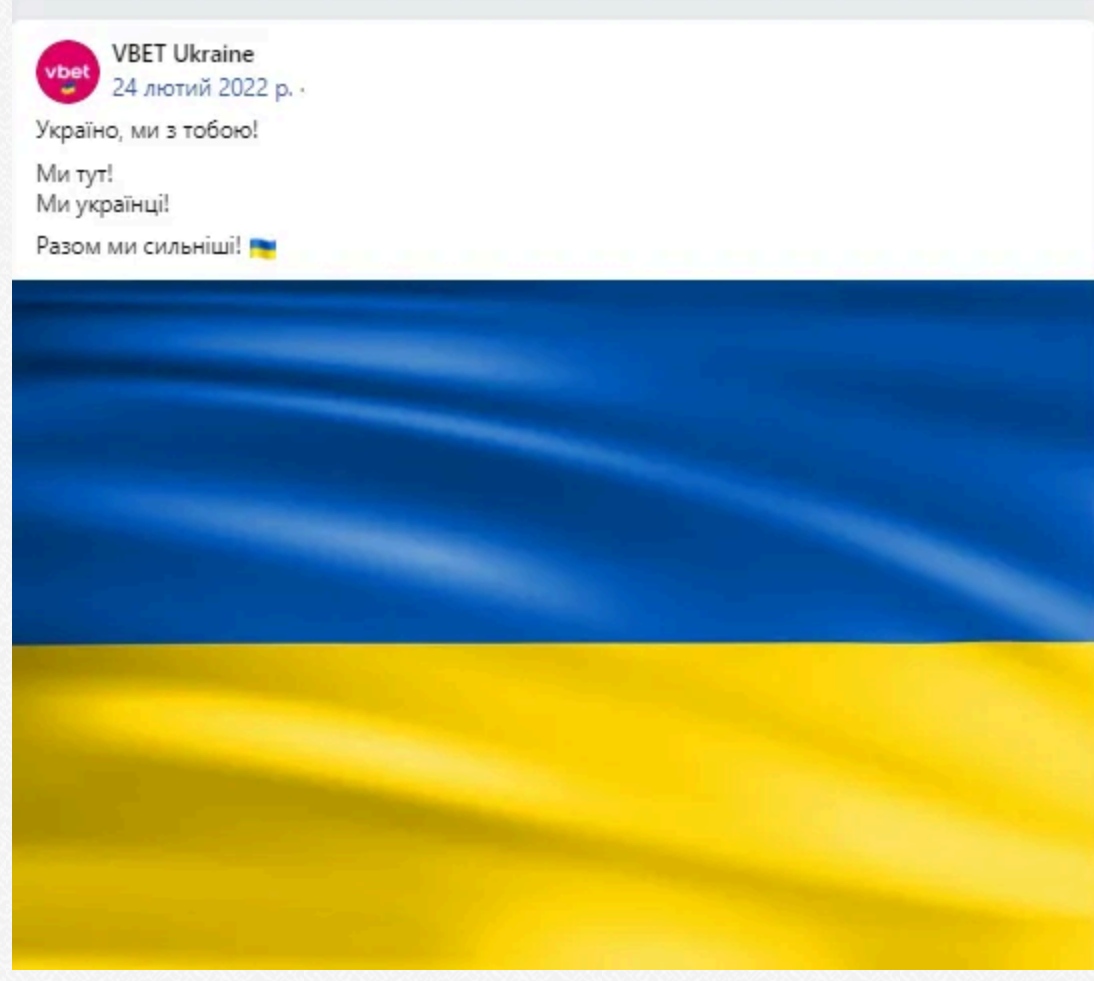 vbet
VBET Ukraine
24 лютий 2022 р. ·
Україно, ми з тобою!
Ми тут!
Ми українці!
Разом ми сильніші! 🇺🇦